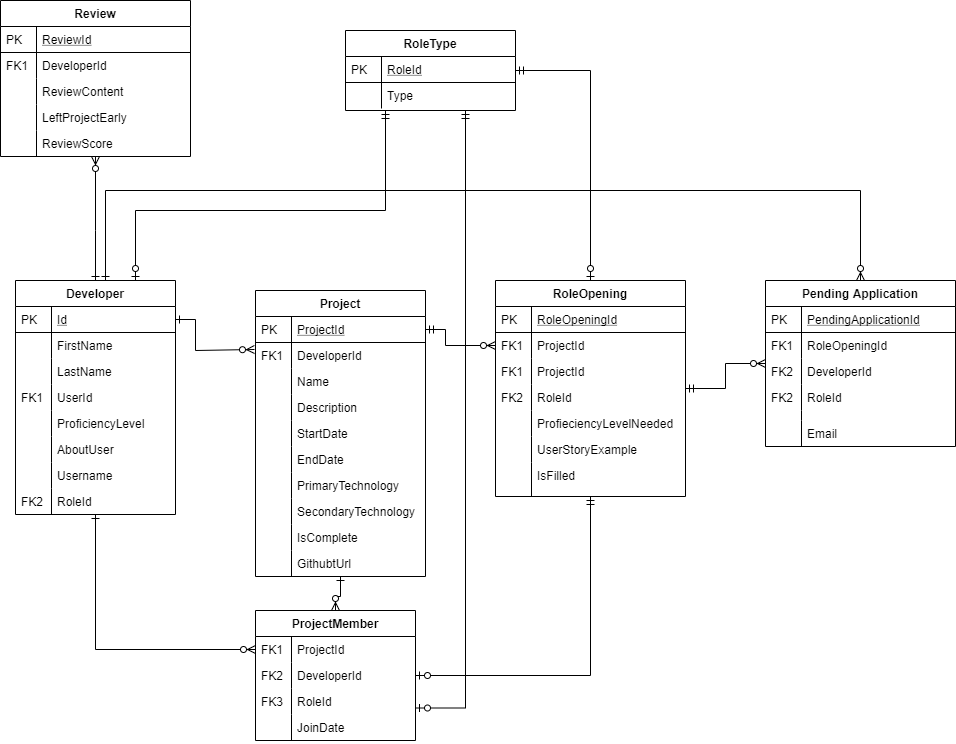 Review
PK ReviewId
FK1 DeveloperId
ReviewContent
LeftProjectEarly
ReviewScore
RoleType
PK RoleId
Type
Developer
PK Id
FirstName
LastName
FK1 UserId
ProficiencyLevel
AboutUser
Username
FK2 RoleId
Project
PK ProjectId
FK1 DeveloperId
Name
Description
StartDate
EndDate
PrimaryTechnology
SecondaryTechnology
IsComplete
GithubtUrl
RoleOpening
PK RoleOpeningId
FK1 ProjectId
FK1 ProjectId
FK2 RoleId
ProfieciencyLevelNeeded
UserStoryExample
IsFilled
Pending Application
PK PendingApplicationId
FK1 RoleOpeningId
FK2 DeveloperId
FK2 RoleId
Email
ProjectMember
FK1 ProjectId
FK2 DeveloperId
FK3 RoleId
JoinDate